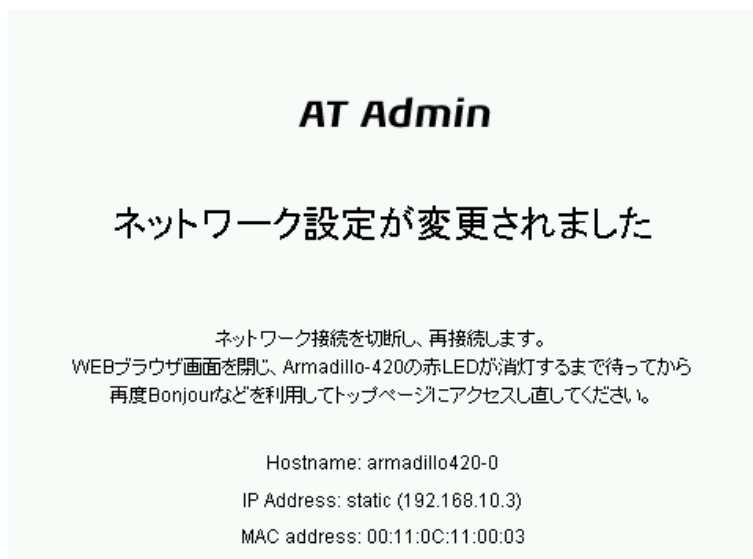 AT Admin
ネットワーク設定が変更されました
ネットワーク接続を切断し、再接続します。
WEBブラウザ画面を閉じ、Armadillo-420の赤LEDが消灯するまで待ってから
再度Bonjourなどを利用してトップページにアクセスし直してください。
Hostname: armadillo420-0
IP Address: static (192.168.10.3)
MAC address: 00:11:0C:11:00:03